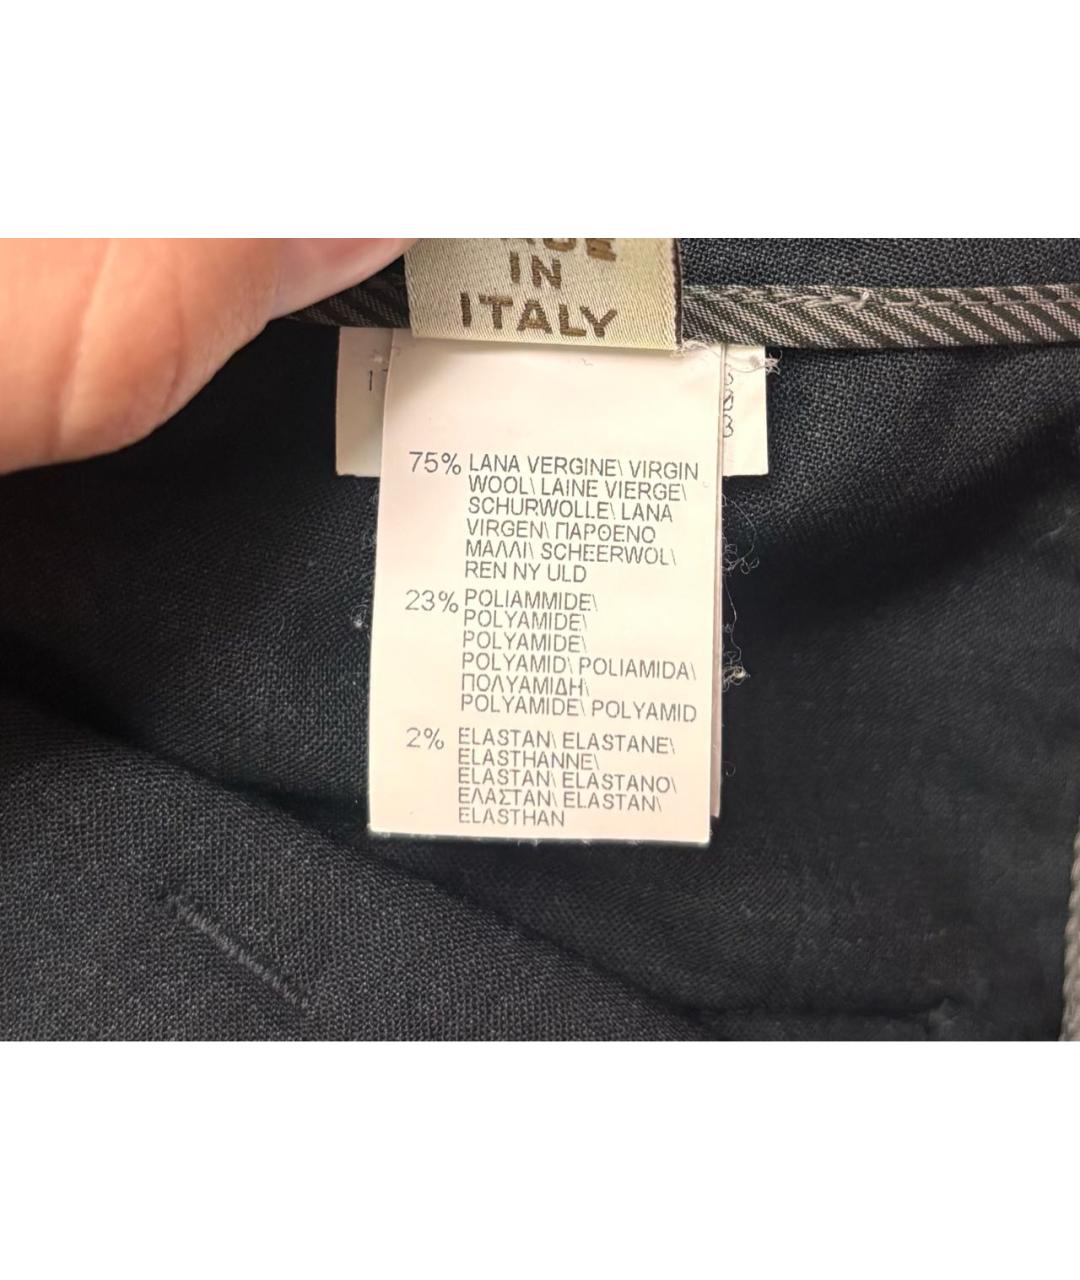 IN
ITALY
75% LANA VERGINE\ VIRGIN
WOOL\ LAINE VIERGE\
SCHURWOLLE\ LANA
VIRGEN\ ΠΑΡΘΕΝΟ
ΜΑΛΛΙ\ SCHEERWOL\
REN NY ULD
23% POLIAMMIDE\
POLYAMIDE\
POLYAMIDE\
POLYAMID\ POLIAMIDA\
ΠΟΛΥΑΜΙΔΗ\
POLYAMIDE\ POLYAMID
2% ELASTAN\ ELASTANE\
ELASTHANNE\
ELASTAN\ ELASTANO\
ΕΛΑΣΤΑΝ\ ELASTAN\
ELASTHAN